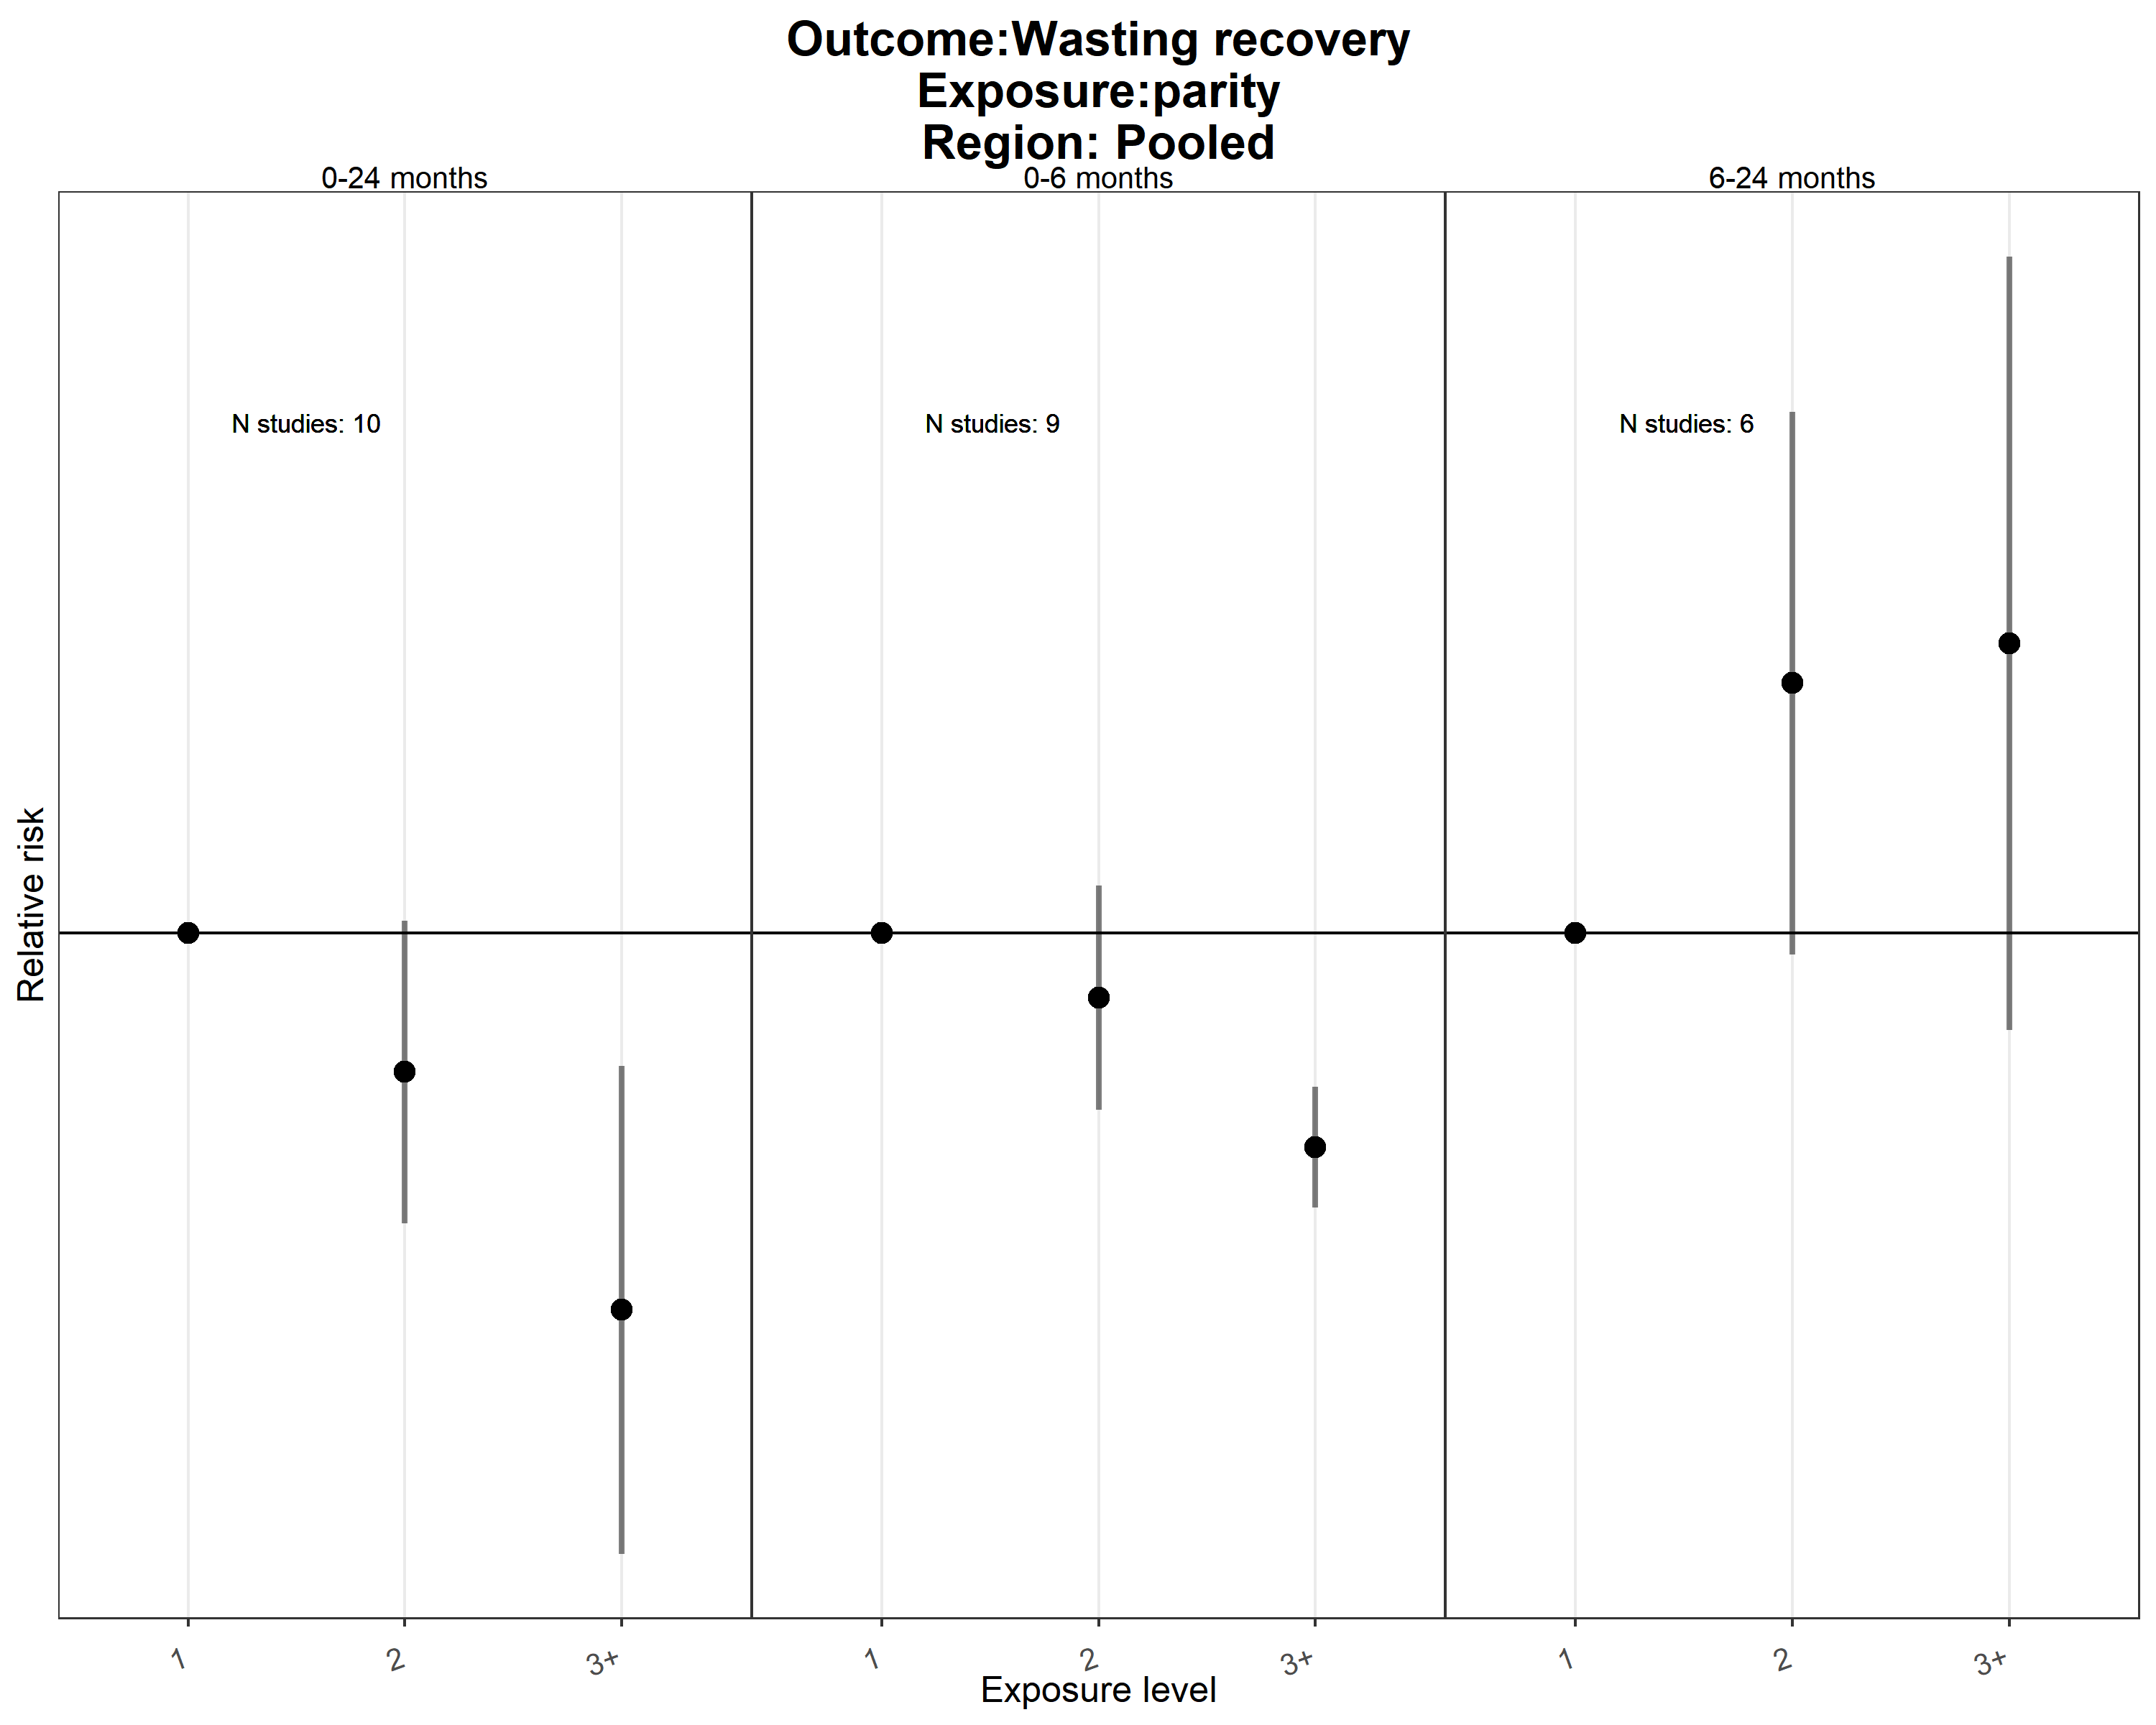 Outcome:Wasting recovery
Exposure:parity
Region: Pooled
0-24 months
0-6 months
6-24 months
N studies: 10
N studies: 9
N studies: 6
Relative risk
1
2
3+
1
2
3+
1
2
3+
Exposure level